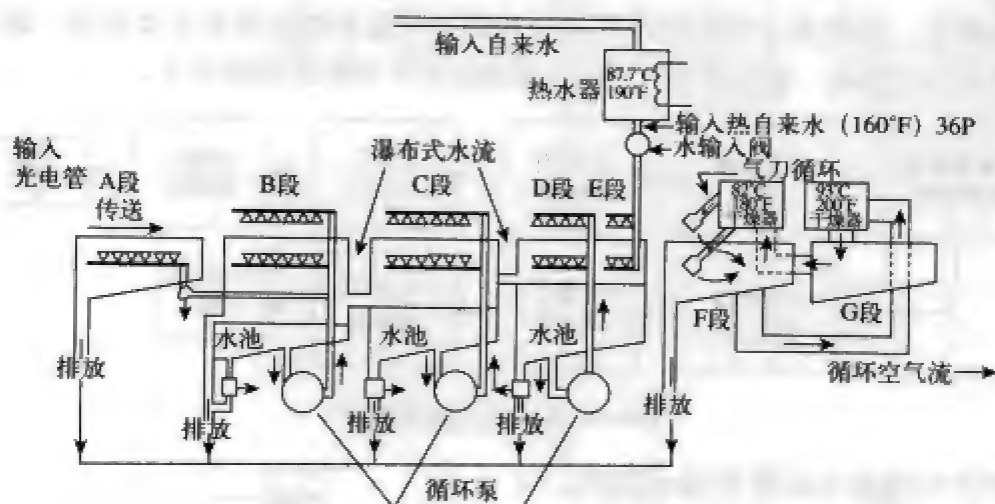 输入自来水
87.7℃
190°F
热水器
输入热自来水（160°F）36P
水输入阀
输入
光电管
A段
传送
B段
瀑布式水流
C段
D段 E段
气刀循环
82℃
180°F
干燥器
93℃
200°F
干燥器
水池
水池
水池
F段
G段
排放
排放
排放
排放
排放
循环空气流
循环泵